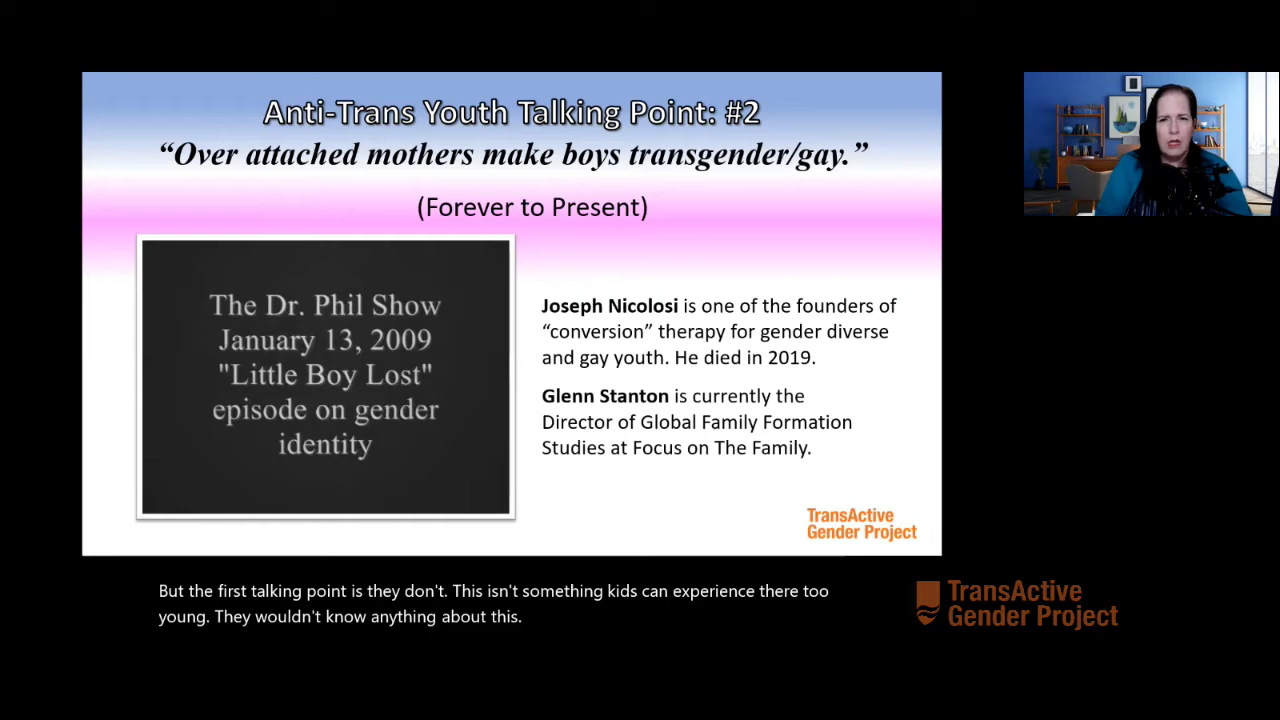 Anti-Trans Youth Talking Point: #2
“Over attached mothers make boys transgender/gay.”
(Forever to Present)
The Dr. Phil Show
January 13, 2009
"Little Boy Lost"
episode on gender
identity
Joseph Nicolosi is one of the founders of
“conversion” therapy for gender diverse
and gay youth. He died in 2019.
Glenn Stanton is currently the
Director of Global Family Formation
Studies at Focus on The Family.
TransActive
Gender Project
But the first talking point is they don't. This isn't something kids can experience there too
young. They wouldn't know anything about this.
TransActive
Gender Project